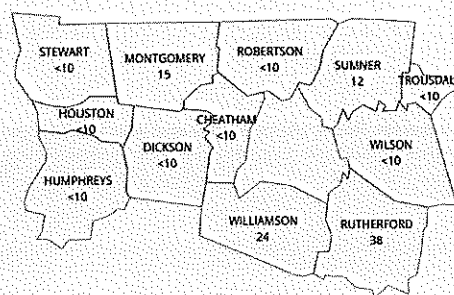 STEWART
<10
MONTGOMERY
15
ROBERTSON
<10
SUMNER
12
TROUSDAL
<10
HOUSTON
<10
CHEATHAM
<10
DICKSON
<10
WILSON
<10
HUMPHREYS
<10
WILLIAMSON
24
RUTHERFORD
38